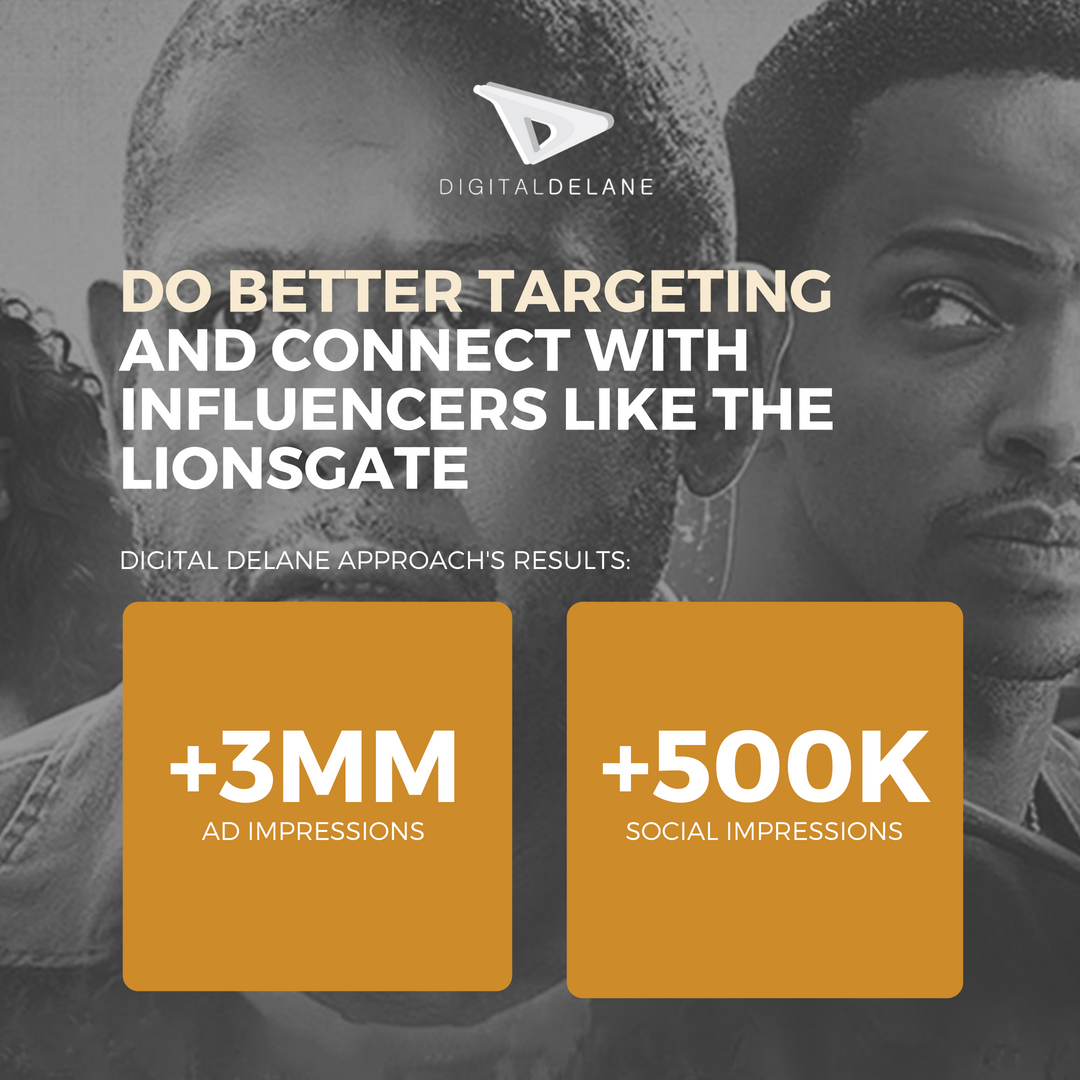 DIGITALDELANE
DO BETTER TARGETING
AND CONNECT WITH
INFLUENCERS LIKE THE
LIONSGATE
DIGITAL DELANE APPROACH'S RESULTS:
+3MM
AD IMPRESSIONS
+500K
SOCIAL IMPRESSIONS